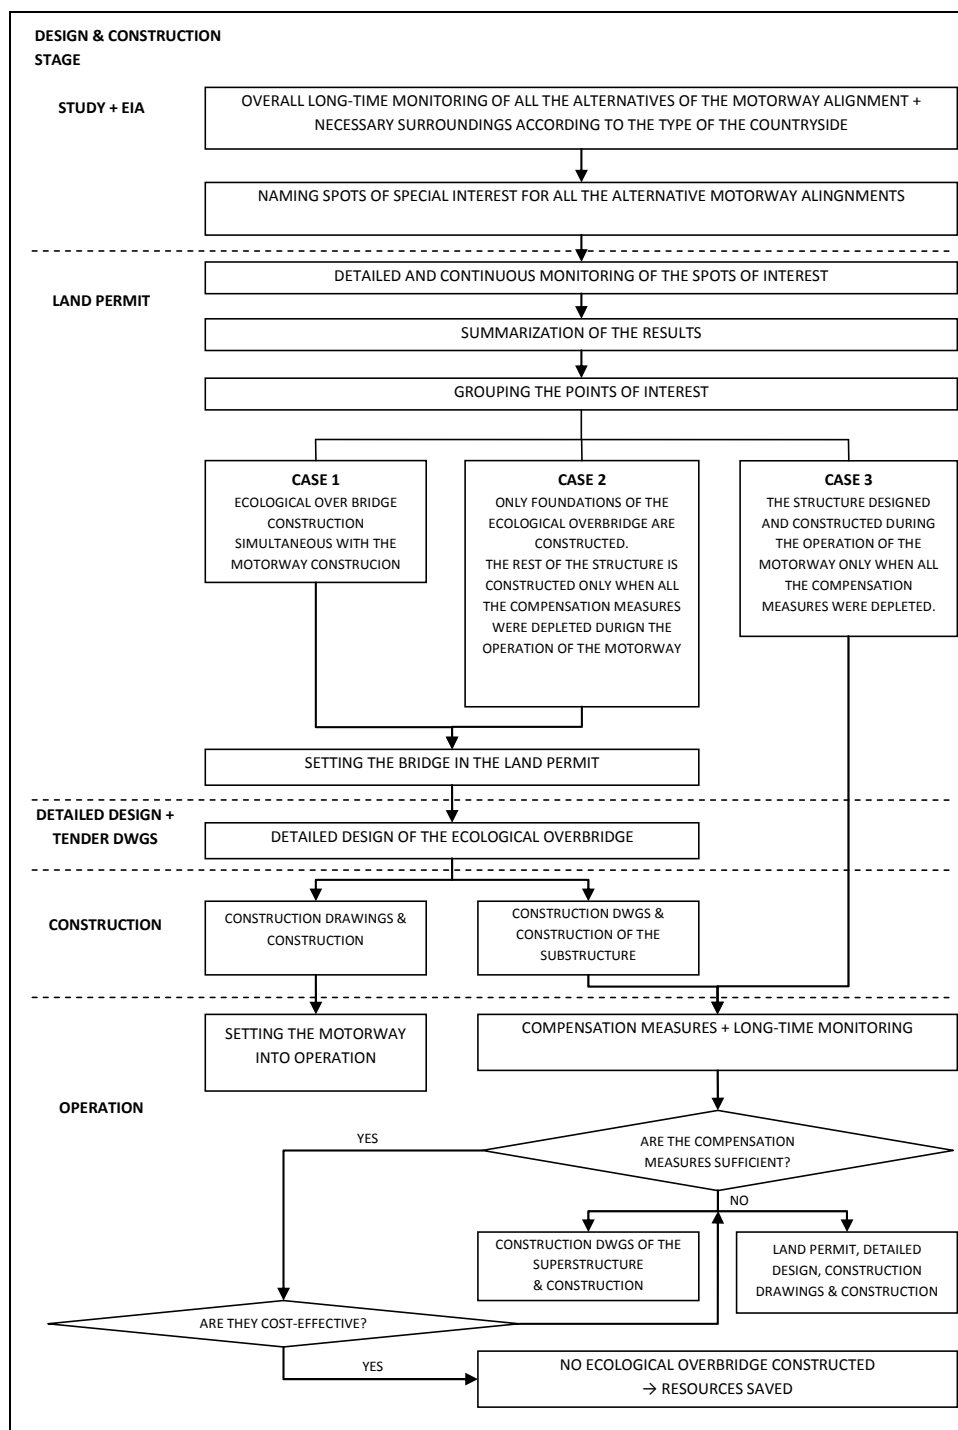 DESIGN & CONSTRUCTION
STAGE
STUDY + EIA
OVERALL LONG-TIME MONITORING OF ALL THE ALTERNATIVES OF THE MOTORWAY ALIGNMENT +
NECESSARY SURROUNDINGS ACCORDING TO THE TYPE OF THE COUNTRYSIDE
NAMING SPOTS OF SPECIAL INTEREST FOR ALL THE ALTERNATIVE MOTORWAY ALINGNMENTS
LAND PERMIT
DETAILED AND CONTINUOUS MONITORING OF THE SPOTS OF INTEREST
SUMMARIZATION OF THE RESULTS
GROUPING THE POINTS OF INTEREST
CASE 1
ECOLOGICAL OVER BRIDGE
CONSTRUCTION
SIMULTANEOUS WITH THE
MOTORWAY CONSTRUCION
CASE 2
ONLY FOUNDATIONS OF THE
ECOLOGICAL OVERBRIDGE ARE
CONSTRUCTED.
THE REST OF THE STRUCTURE IS
CONSTRUCTED ONLY WHEN ALL
THE COMPENSATION MEASURES
WERE DEPLETED DURIGN THE
OPERATION OF THE MOTORWAY
CASE 3
THE STRUCTURE DESIGNED
AND CONSTRUCTED DURING
THE OPERATION OF THE
MOTORWAY ONLY WHEN ALL
THE COMPENSATION
MEASURES WERE DEPLETED.
SETTING THE BRIDGE IN THE LAND PERMIT
DETAILED DESIGN +
TENDER DWGS
DETAILED DESIGN OF THE ECOLOGICAL OVERBRIDGE
CONSTRUCTION
CONSTRUCTION DRAWINGS &
CONSTRUCTION
CONSTRUCTION DWGS &
CONSTRUCTION OF THE
SUBSTRUCTURE
SETTING THE MOTORWAY
INTO OPERATION
COMPENSATION MEASURES + LONG-TIME MONITORING
OPERATION
YES
ARE THE COMPENSATION
MEASURES SUFFICIENT?
NO
CONSTRUCTION DWGS OF THE
SUPERSTRUCTURE
& CONSTRUCTION
LAND PERMIT, DETAILED
DESIGN, CONSTRUCTION
DRAWINGS & CONSTRUCTION
ARE THEY COST-EFFECTIVE?
YES
NO ECOLOGICAL OVERBRIDGE CONSTRUCTED
→ RESOURCES SAVED